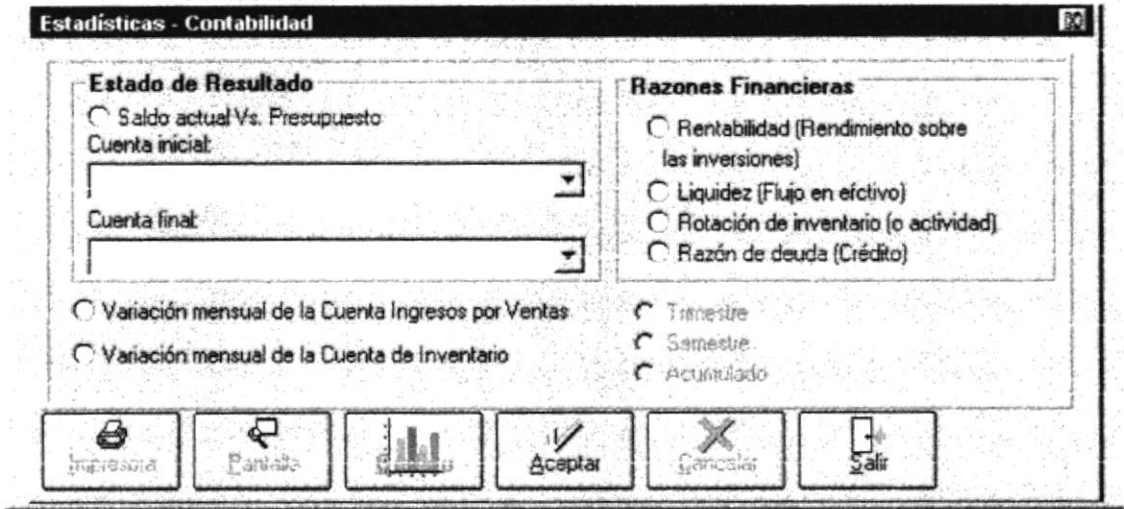 Estadísticas - Contabilidad
Estado de Resultado
Saldo actual Vs. Presupuesto
Cuenta inicial:
Cuenta final:
Variación mensual de la Cuenta Ingresos por Ventas
Variación mensual de la Cuenta de Inventario
Razones Financieras
Rentabilidad (Rendimiento sobre
las inversiones)
Liquidez (Flujo en efctivo)
Rotación de inventario (o actividad)
Razón de deuda (Crédito)
Trimestre
Semestre
Acumulado
Impresora
Pantalla
Aceptar
Cancelar
Salir